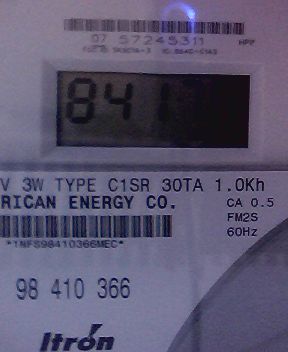 07 57245311 HPF
841
V 3W TYPE C1SR 30TA 1.0Kh
RICAN ENERGY CO. CA 0.5
FM2S
*1NFS98410366MEC* 60Hz
98 410 366
Itron